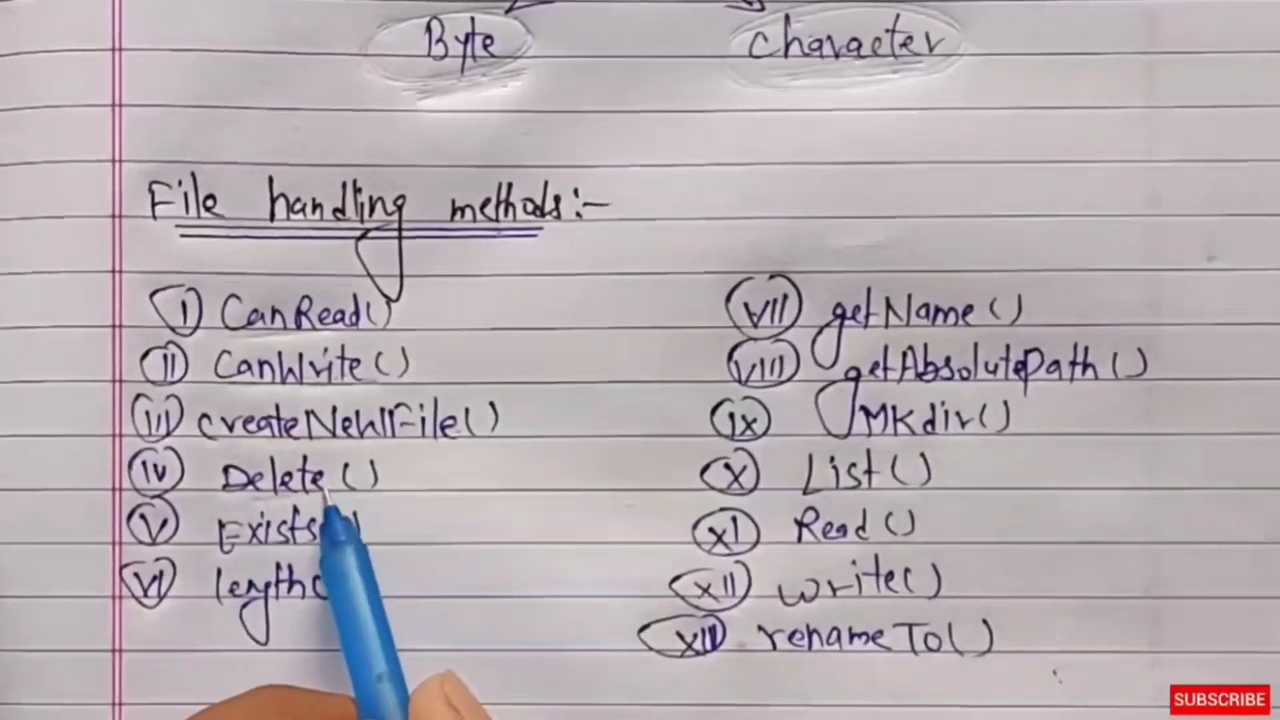 Byte
character
File handling methods:-
I) CanRead()
II) CanWrite()
III) createNewFile()
IV) Delete()
V) Exists
VI) length(
VII) getName()
VIII) getAbsolutePath()
IX) MKdir()
X) List()
XI) Read()
XII) write()
XIII) renameTo()
SUBSCRIBE